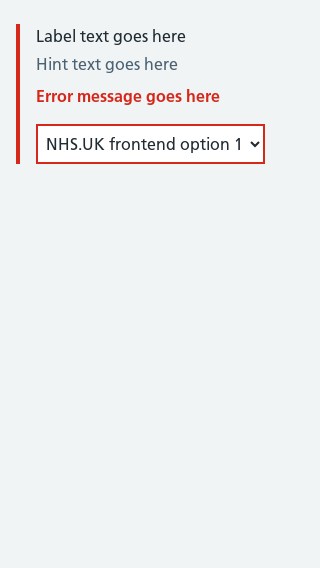 Label text goes here
Hint text goes here
Error message goes here
NHS.UK frontend option 1